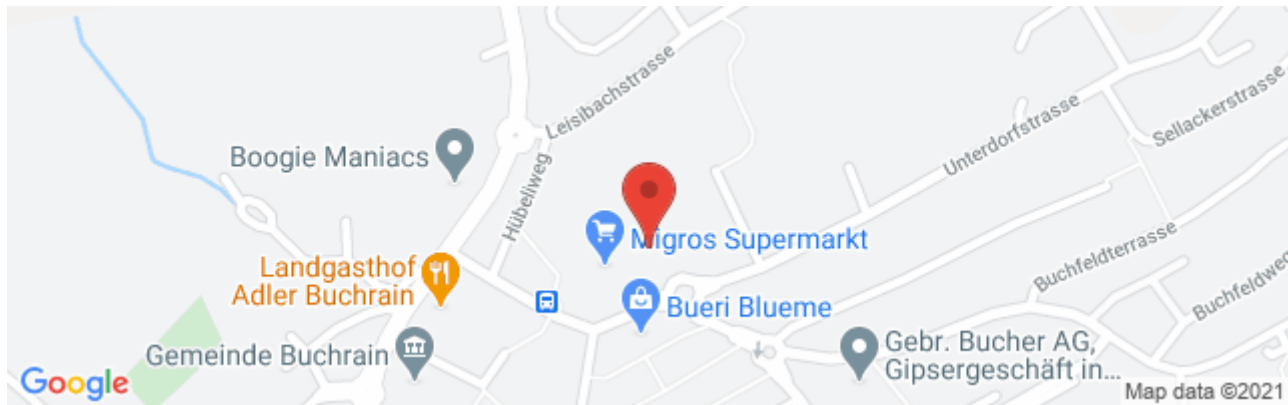 Leisibachstrasse
Boogie Maniacs
Hübeliweg
Unterdorfstrasse
Sellackerstrasse
Migros Supermarkt
Landgasthof
Adler Buchrain
Bueri Blueme
Buchfeldterrasse
Buchfeldweg
Gemeinde Buchrain
Gebr. Bucher AG,
Gipsergeschäft in...
Google
Map data ©2021